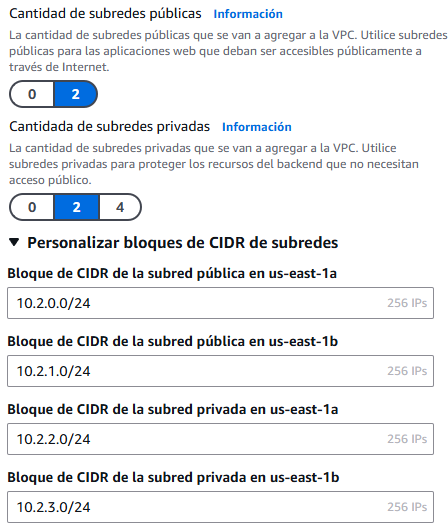 Cantidad de subredes públicas Información
La cantidad de subredes públicas que se van a agregar a la VPC. Utilice subredes
públicas para las aplicaciones web que deban ser accesibles públicamente a
través de Internet.
0 2
Cantidada de subredes privadas Información
La cantidad de subredes privadas que se van a agregar a la VPC. Utilice
subredes privadas para proteger los recursos del backend que no necesitan
acceso público.
0 2 4
Personalizar bloques de CIDR de subredes
Bloque de CIDR de la subred pública en us-east-1a
10.2.0.0/24 256 IPs
Bloque de CIDR de la subred pública en us-east-1b
10.2.1.0/24 256 IPs
Bloque de CIDR de la subred privada en us-east-1a
10.2.2.0/24 256 IPs
Bloque de CIDR de la subred privada en us-east-1b
10.2.3.0/24 256 IPs